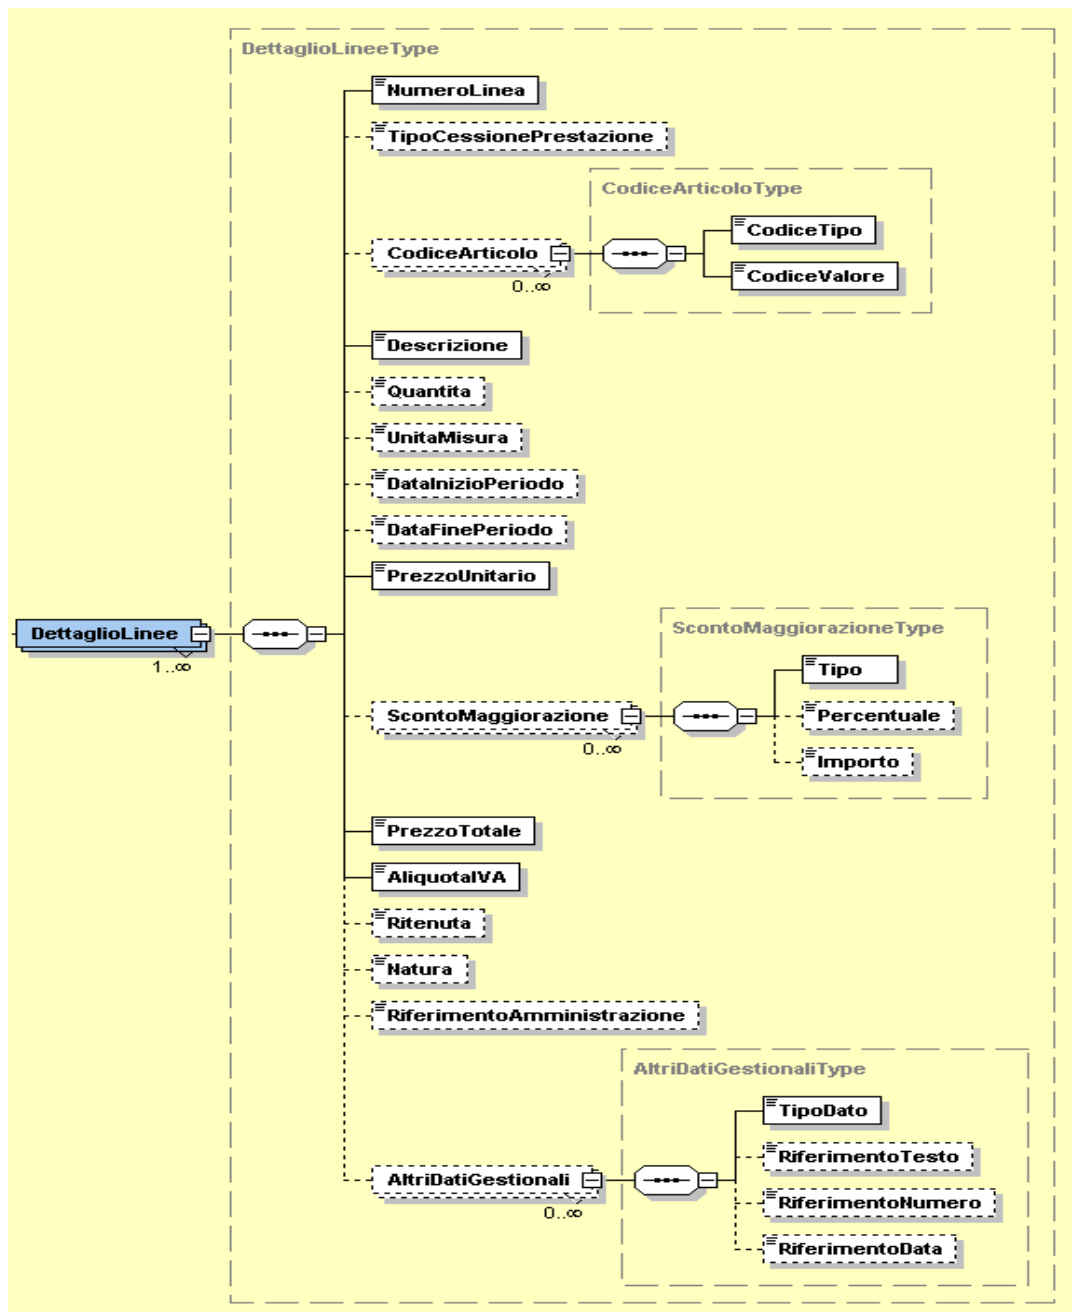 DettaglioLineeType
NumeroLinea
TipoCessionePrestazione
CodiceArticoloType
CodiceTipo
CodiceArticolo
CodiceValore
0..∞
Descrizione
Quantita
UnitaMisura
DataInizioPeriodo
DataFinePeriodo
PrezzoUnitario
DettaglioLinee
1..∞
ScontoMaggiorazioneType
Tipo
ScontoMaggiorazione
Percentuale
0..∞
Importo
PrezzoTotale
AliquotaIVA
Ritenuta
Natura
RiferimentoAmministrazione
AltriDatiGestionaliType
TipoDato
RiferimentoTesto
AltriDatiGestionali
RiferimentoNumero
0..∞
RiferimentoData